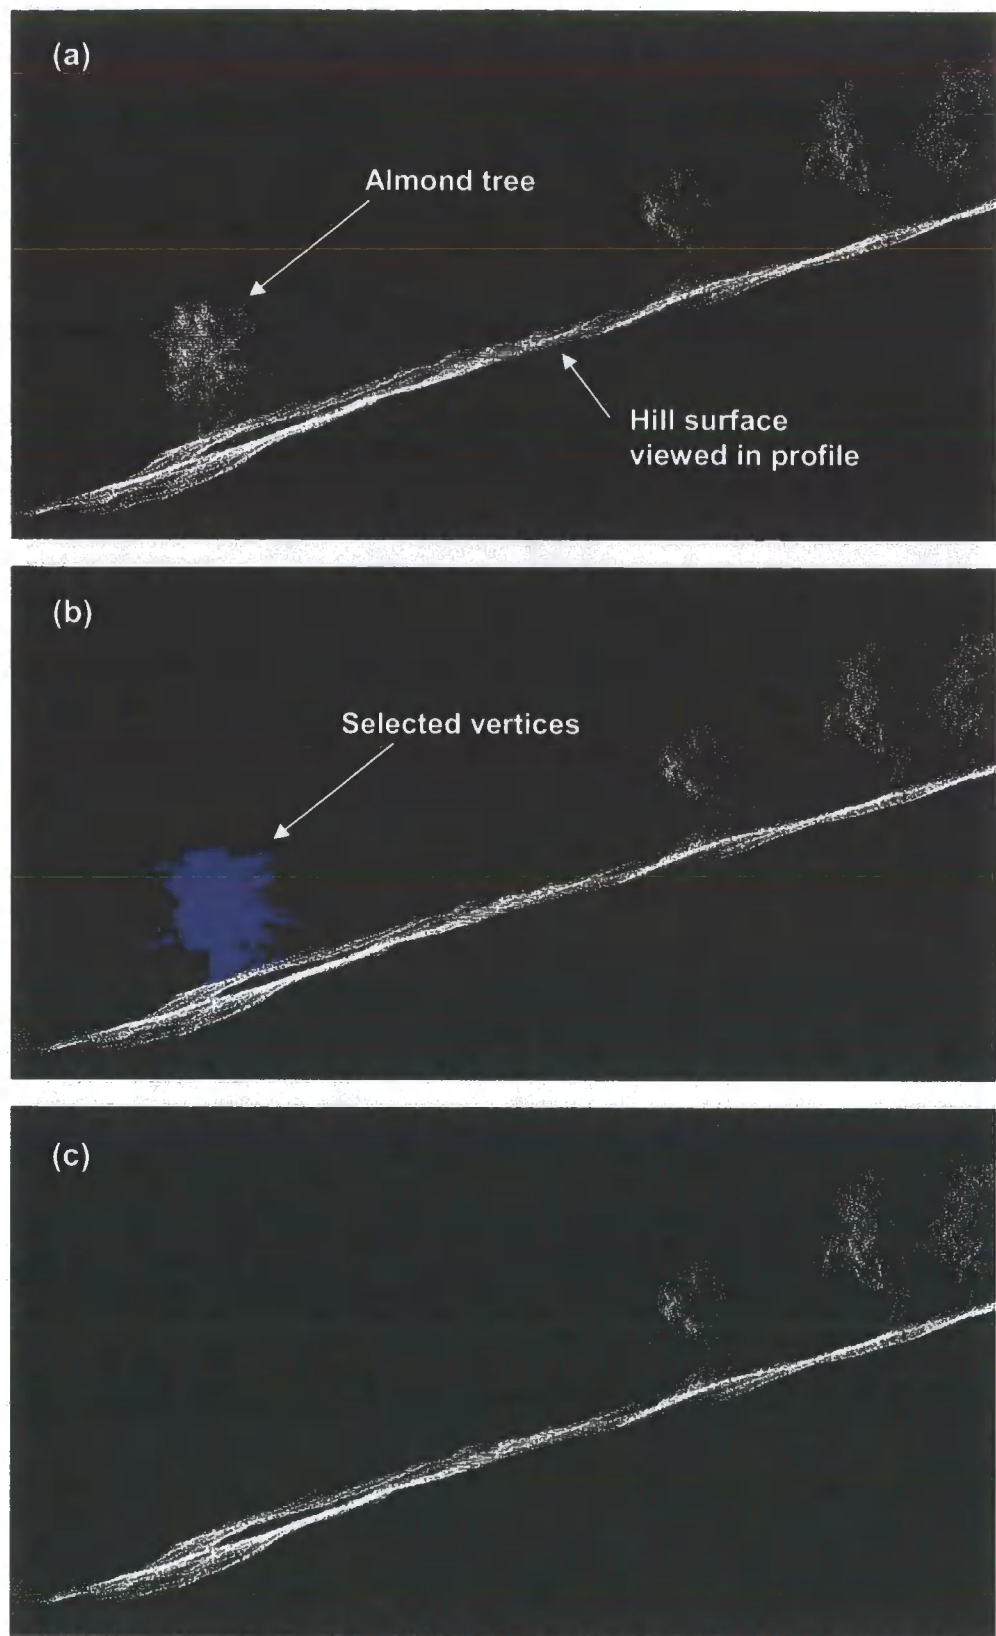 (a)
Almond tree
Hill surface
viewed in profile
(b)
Selected vertices
(c)